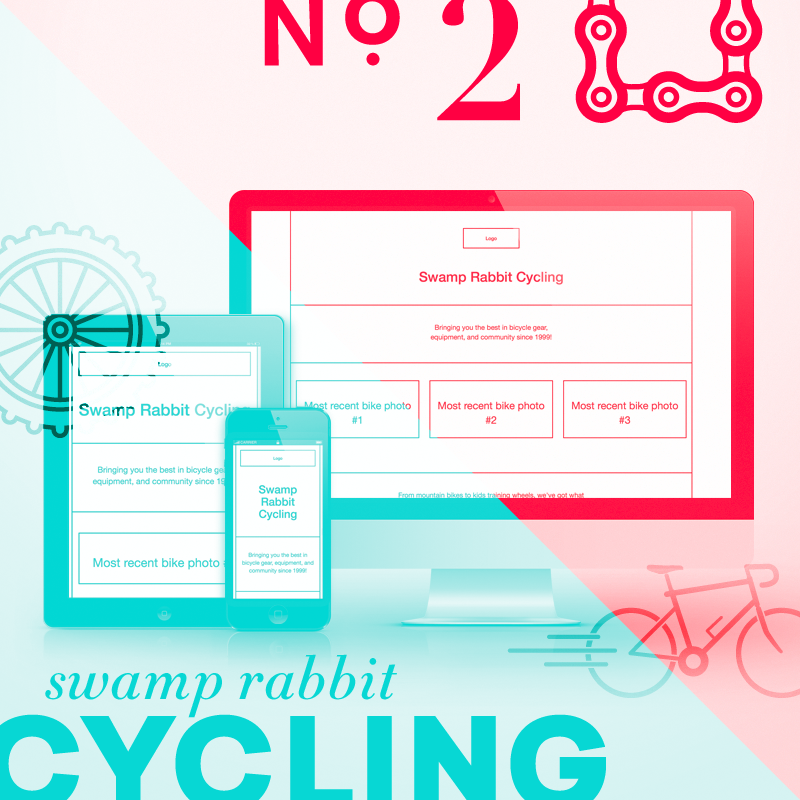 Nọ 2
Logo
Swamp Rabbit Cycling
Bringing you the best in bicycle gear,
equipment, and community since 1999!
Most recent bike photo
#1
Most recent bike photo
#2
Most recent bike photo
#3
From mountain bikes to kids training wheels, we've got what
Logo
Swamp Rabbit Cycling
Bringing you the best in bicycle
equipment, and community since
Most recent bike photo
Logo
Swamp
Rabbit
Cycling
Bringing you the best in
bicycle gear, equipment, and
community since 1999!
swamp rabbit
CYCLING